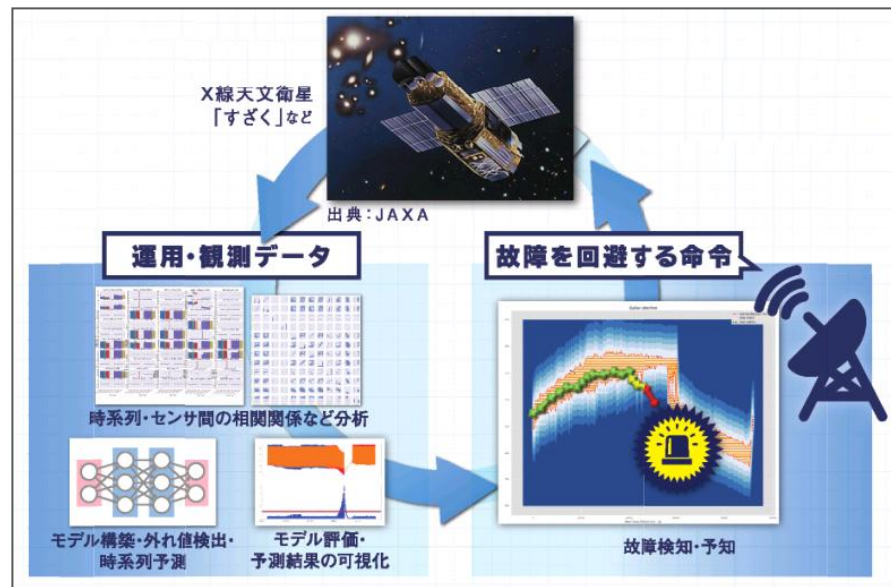 X線天文衛星
「すざく」など
出典:JAXA
運用・観測データ
故障を回避する命令
時系列・センサ間の相関関係など分析
モデル構築・外れ値検出・
時系列予測
モデル評価・
予測結果の可視化
故障検知・予知